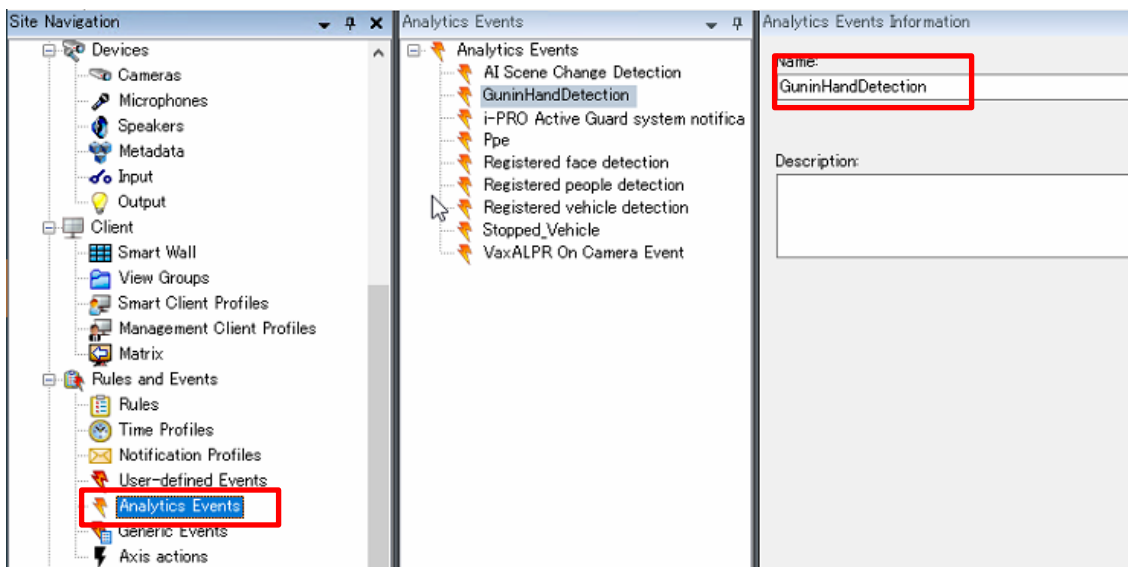 Site Navigation
Devices
Cameras
Microphones
Speakers
Metadata
Input
Output
Client
Smart Wall
View Groups
Smart Client Profiles
Management Client Profiles
Matrix
Rules and Events
Rules
Time Profiles
Notification Profiles
User-defined Events
Analytics Events
Generic Events
Axis actions
Analytics Events
Analytics Events
AI Scene Change Detection
GuninHandDetection
i-PRO Active Guard system notifica
Ppe
Registered face detection
Registered people detection
Registered vehicle detection
Stopped_Vehicle
VaxALPR On Camera Event
Analytics Events Information
Name:
GuninHandDetection
Description: